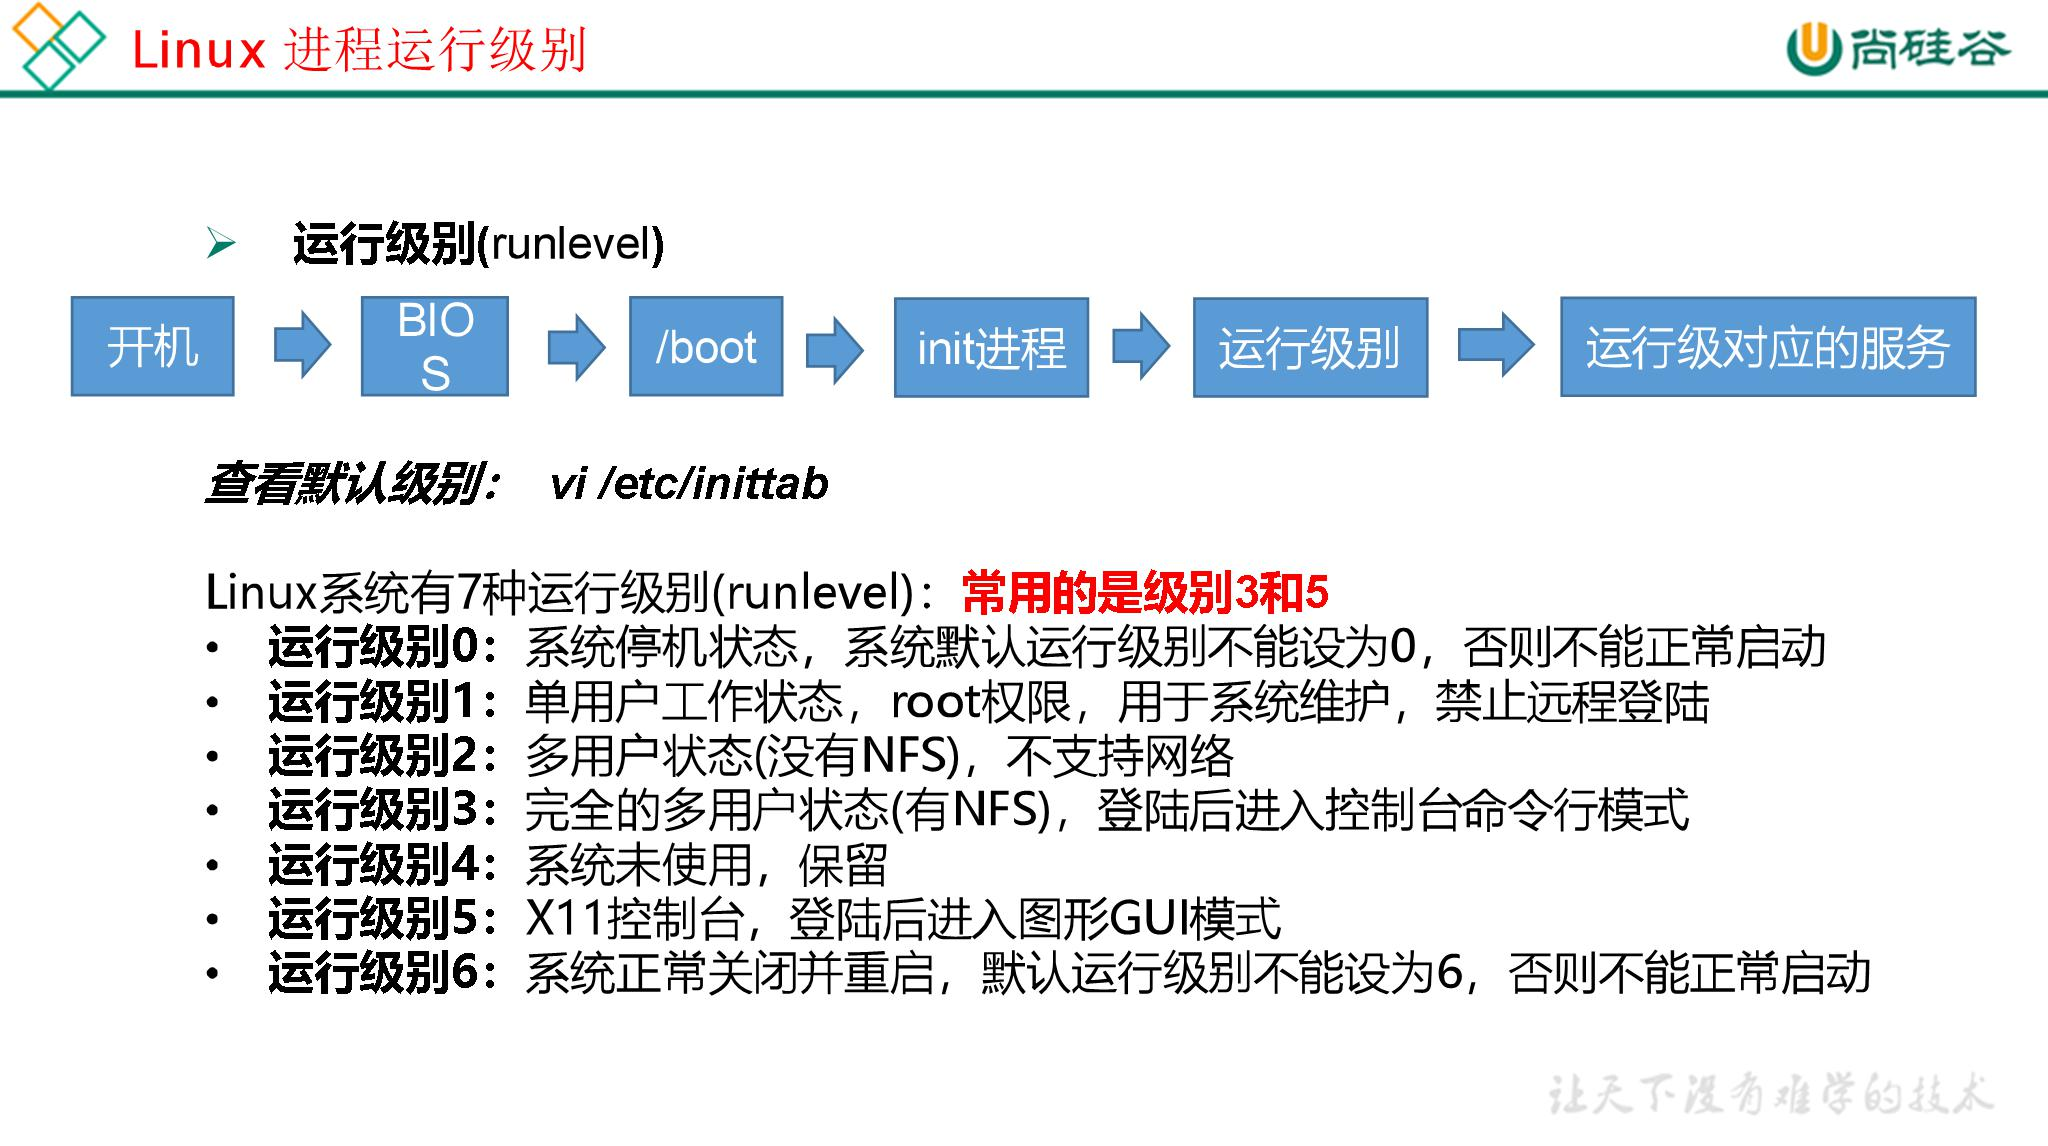 Linux 进程运行级别
尚硅谷
➢ 运行级别(runlevel)
开机
BIO
S
/boot
init进程
运行级别
运行级对应的服务
查看默认级别： vi /etc/inittab
Linux系统有7种运行级别(runlevel)：常用的是级别3和5
• 运行级别0：系统停机状态，系统默认运行级别不能设为0，否则不能正常启动
• 运行级别1：单用户工作状态，root权限，用于系统维护，禁止远程登陆
• 运行级别2：多用户状态(没有NFS)，不支持网络
• 运行级别3：完全的多用户状态(有NFS)，登陆后进入控制台命令行模式
• 运行级别4：系统未使用，保留
• 运行级别5：X11控制台，登陆后进入图形GUI模式
• 运行级别6：系统正常关闭并重启，默认运行级别不能设为6，否则不能正常启动
让天下没有难学的技术